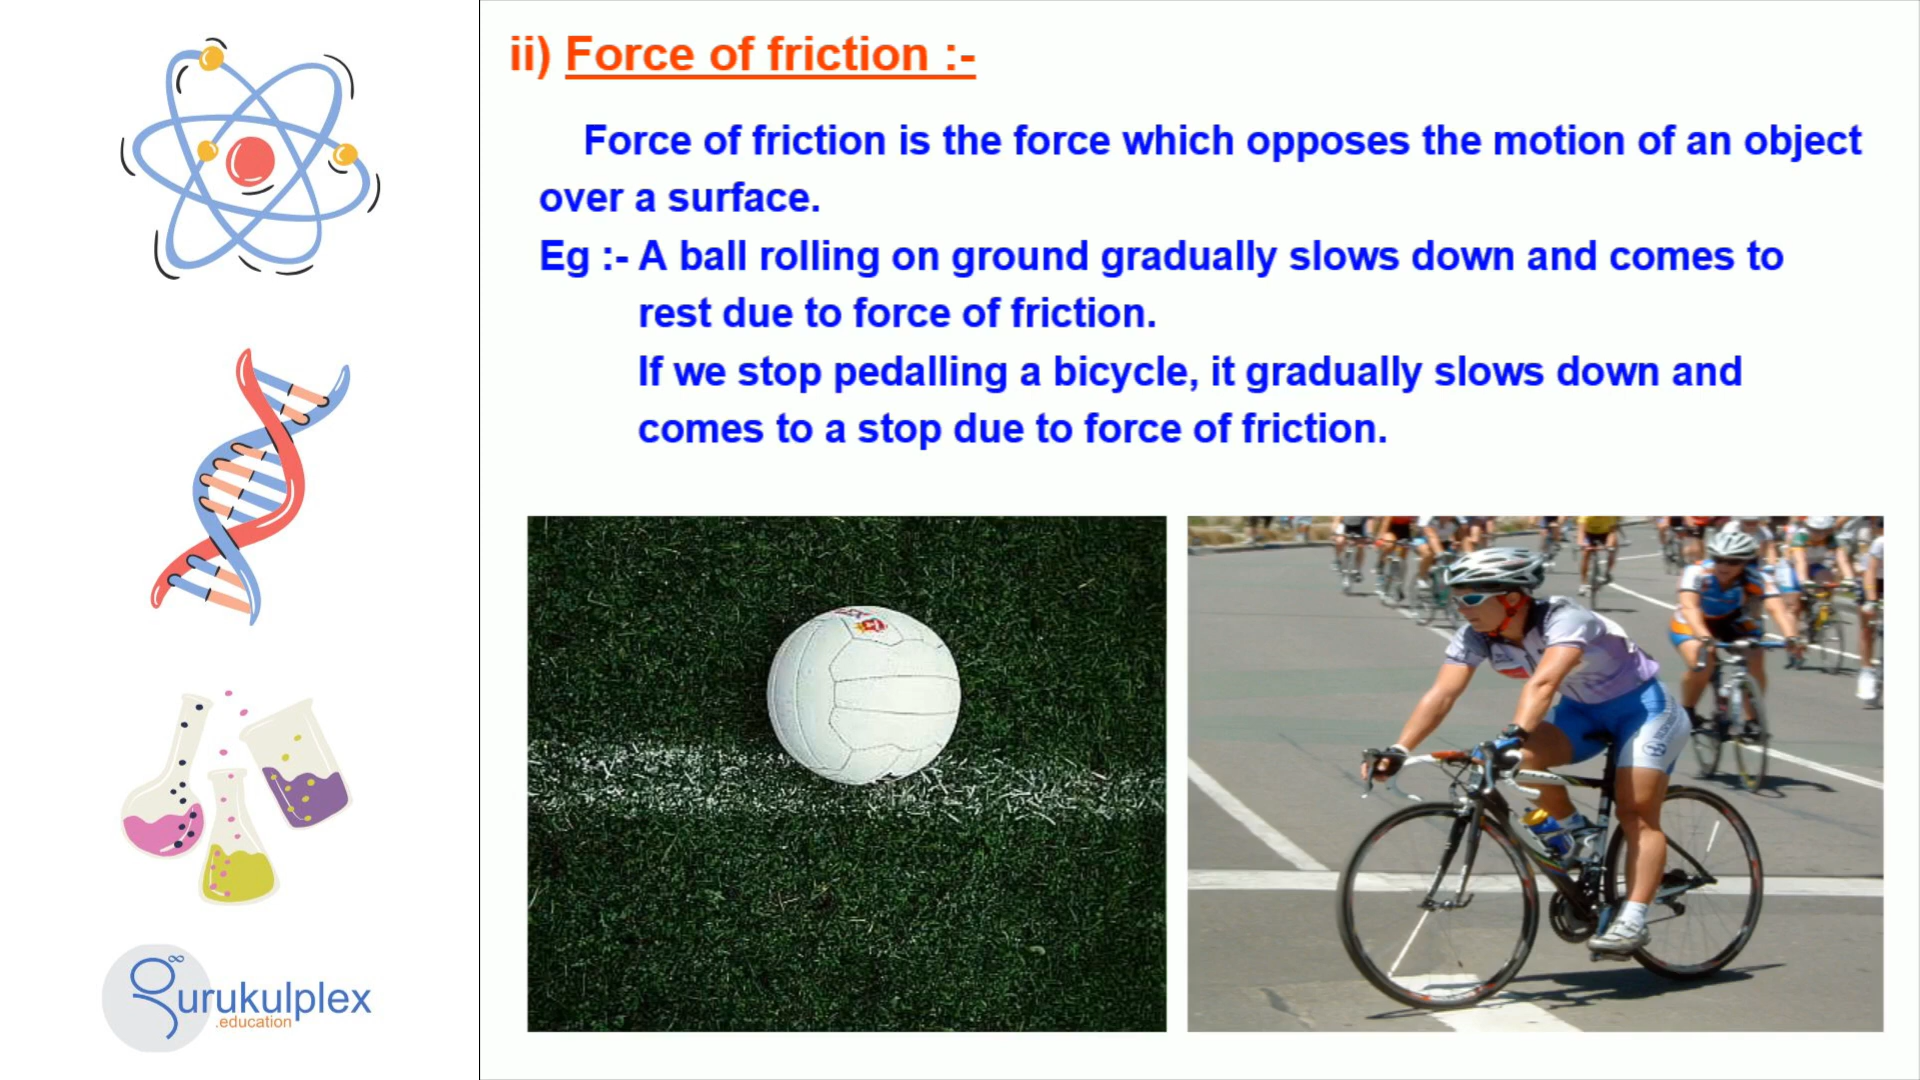 ii) Force of friction :-
Force of friction is the force which opposes the motion of an object
over a surface.
Eg :- A ball rolling on ground gradually slows down and comes to
rest due to force of friction.
If we stop pedalling a bicycle, it gradually slows down and
comes to a stop due to force of friction.
gurukulplex
.education